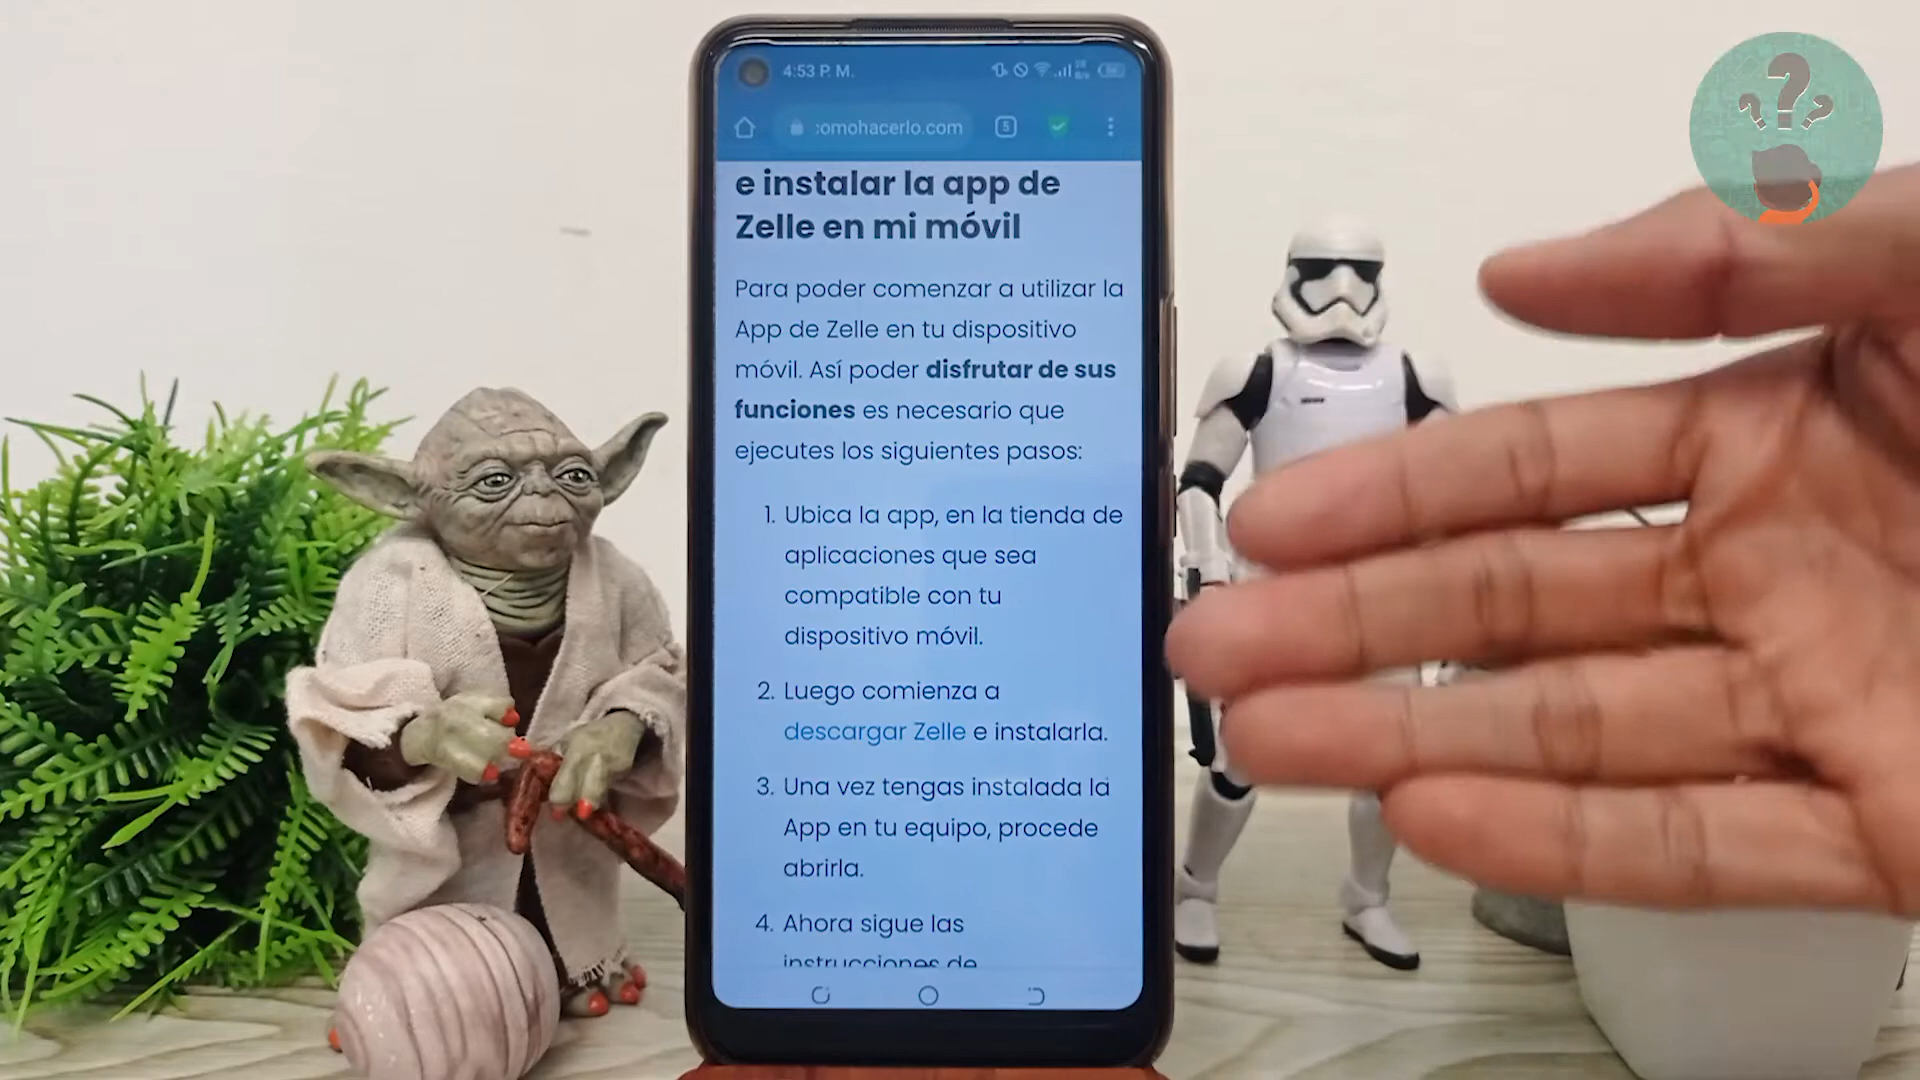 4:53 P. M.
:omohacerlo.com
5
e instalar la app de
Zelle en mi móvil
Para poder comenzar a utilizar la
App de Zelle en tu dispositivo
móvil. Así poder disfrutar de sus
funciones es necesario que
ejecutes los siguientes pasos:
1. Ubica la app, en la tienda de
aplicaciones que sea
compatible con tu
dispositivo móvil.
2. Luego comienza a
descargar Zelle e instalarla.
3. Una vez tengas instalada la
App en tu equipo, procede
abrirla.
4. Ahora sigue las
instrucciones de